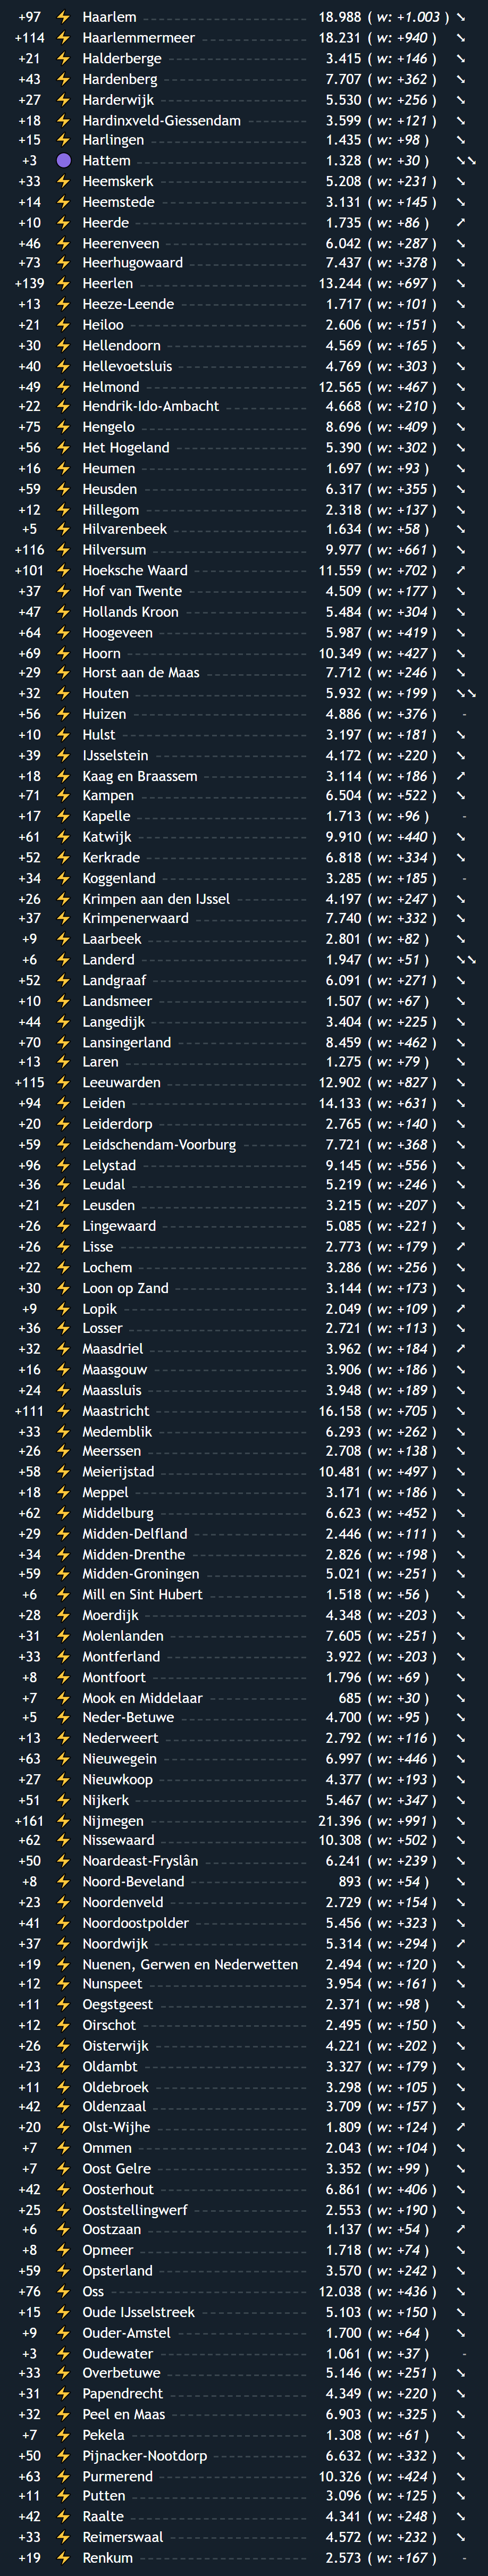 +97 ⚡ Haarlem 18.988 ( w: +1.003 ) ↘
+114 ⚡ Haarlemmermeer 18.231 ( w: +940 ) ↘
+21 ⚡ Halderberge 3.415 ( w: +146 ) ↘
+43 ⚡ Hardenberg 7.707 ( w: +362 ) ↘
+27 ⚡ Harderwijk 5.530 ( w: +256 ) ↘
+18 ⚡ Hardinxveld-Giessendam 3.599 ( w: +121 ) ↘
+15 ⚡ Harlingen 1.435 ( w: +98 ) ↘
+3 🟣 Hattem 1.328 ( w: +30 ) ↘↘
+33 ⚡ Heemskerk 5.208 ( w: +231 ) ↘
+14 ⚡ Heemstede 3.131 ( w: +145 ) ↘
+10 ⚡ Heerde 1.735 ( w: +86 ) ↗
+46 ⚡ Heerenveen 6.042 ( w: +287 ) ↘
+73 ⚡ Heerhugowaard 7.437 ( w: +378 ) ↘
+139 ⚡ Heerlen 13.244 ( w: +697 ) ↘
+13 ⚡ Heeze-Leende 1.717 ( w: +101 ) ↘
+21 ⚡ Heiloo 2.606 ( w: +151 ) ↘
+30 ⚡ Hellendoorn 4.569 ( w: +165 ) ↘
+40 ⚡ Hellevoetsluis 4.769 ( w: +303 ) ↘
+49 ⚡ Helmond 12.565 ( w: +467 ) ↘
+22 ⚡ Hendrik-Ido-Ambacht 4.668 ( w: +210 ) ↘
+75 ⚡ Hengelo 8.696 ( w: +409 ) ↘
+56 ⚡ Het Hogeland 5.390 ( w: +302 ) ↘
+16 ⚡ Heumen 1.697 ( w: +93 ) ↘
+59 ⚡ Heusden 6.317 ( w: +355 ) ↘
+12 ⚡ Hillegom 2.318 ( w: +137 ) ↘
+5 ⚡ Hilvarenbeek 1.634 ( w: +58 ) ↘
+116 ⚡ Hilversum 9.977 ( w: +661 ) ↘
+101 ⚡ Hoeksche Waard 11.559 ( w: +702 ) ↗
+37 ⚡ Hof van Twente 4.509 ( w: +177 ) ↘
+47 ⚡ Hollands Kroon 5.484 ( w: +304 ) ↘
+64 ⚡ Hoogeveen 5.987 ( w: +419 ) ↘
+69 ⚡ Hoorn 10.349 ( w: +427 ) ↘
+29 ⚡ Horst aan de Maas 7.712 ( w: +246 ) ↘
+32 ⚡ Houten 5.932 ( w: +199 ) ↘↘
+56 ⚡ Huizen 4.886 ( w: +376 ) -
+10 ⚡ Hulst 3.197 ( w: +181 ) ↘
+39 ⚡ IJsselstein 4.172 ( w: +220 ) ↘
+18 ⚡ Kaag en Braassem 3.114 ( w: +186 ) ↗
+71 ⚡ Kampen 6.504 ( w: +522 ) ↘
+17 ⚡ Kapelle 1.713 ( w: +96 ) -
+61 ⚡ Katwijk 9.910 ( w: +440 ) ↘
+52 ⚡ Kerkrade 6.818 ( w: +334 ) ↘
+34 ⚡ Koggenland 3.285 ( w: +185 ) -
+26 ⚡ Krimpen aan den IJssel 4.197 ( w: +247 ) ↘
+37 ⚡ Krimpenerwaard 7.740 ( w: +332 ) ↘
+9 ⚡ Laarbeek 2.801 ( w: +82 ) ↘
+6 ⚡ Landerd 1.947 ( w: +51 ) ↘↘
+52 ⚡ Landgraaf 6.091 ( w: +271 ) ↘
+10 ⚡ Landsmeer 1.507 ( w: +67 ) ↘
+44 ⚡ Langedijk 3.404 ( w: +225 ) ↘
+70 ⚡ Lansingerland 8.459 ( w: +462 ) ↘
+13 ⚡ Laren 1.275 ( w: +79 ) ↘
+115 ⚡ Leeuwarden 12.902 ( w: +827 ) ↘
+94 ⚡ Leiden 14.133 ( w: +631 ) ↘
+20 ⚡ Leiderdorp 2.765 ( w: +140 ) ↘
+59 ⚡ Leidschendam-Voorburg 7.721 ( w: +368 ) ↘
+96 ⚡ Lelystad 9.145 ( w: +556 ) ↘
+36 ⚡ Leudal 5.219 ( w: +246 ) ↘
+21 ⚡ Leusden 3.215 ( w: +207 ) ↘
+26 ⚡ Lingewaard 5.085 ( w: +221 ) ↘
+26 ⚡ Lisse 2.773 ( w: +179 ) ↗
+22 ⚡ Lochem 3.286 ( w: +256 ) ↘
+30 ⚡ Loon op Zand 3.144 ( w: +173 ) ↘
+9 ⚡ Lopik 2.049 ( w: +109 ) ↗
+36 ⚡ Losser 2.721 ( w: +113 ) ↘
+32 ⚡ Maasdriel 3.962 ( w: +184 ) ↗
+16 ⚡ Maasgouw 3.906 ( w: +186 ) ↘
+24 ⚡ Maassluis 3.948 ( w: +189 ) ↘
+111 ⚡ Maastricht 16.158 ( w: +705 ) ↘
+33 ⚡ Medemblik 6.293 ( w: +262 ) ↘
+26 ⚡ Meerssen 2.708 ( w: +138 ) ↘
+58 ⚡ Meierijstad 10.481 ( w: +497 ) ↘
+18 ⚡ Meppel 3.171 ( w: +186 ) ↘
+62 ⚡ Middelburg 6.623 ( w: +452 ) ↘
+29 ⚡ Midden-Delfland 2.446 ( w: +111 ) ↘
+34 ⚡ Midden-Drenthe 2.826 ( w: +198 ) ↘
+59 ⚡ Midden-Groningen 5.021 ( w: +251 ) ↘
+6 ⚡ Mill en Sint Hubert 1.518 ( w: +56 ) ↘
+28 ⚡ Moerdijk 4.348 ( w: +203 ) ↘
+31 ⚡ Molenlanden 7.605 ( w: +251 ) ↘
+33 ⚡ Montferland 3.922 ( w: +203 ) ↘
+8 ⚡ Montfoort 1.796 ( w: +69 ) ↘
+7 ⚡ Mook en Middelaar 685 ( w: +30 ) ↘
+5 ⚡ Neder-Betuwe 4.700 ( w: +95 ) ↘
+13 ⚡ Nederweert 2.792 ( w: +116 ) ↘
+63 ⚡ Nieuwegein 6.997 ( w: +446 ) ↘
+27 ⚡ Nieuwkoop 4.377 ( w: +193 ) ↘
+51 ⚡ Nijkerk 5.467 ( w: +347 ) ↘
+161 ⚡ Nijmegen 21.396 ( w: +991 ) ↘
+62 ⚡ Nissewaard 10.308 ( w: +502 ) ↘
+50 ⚡ Noardeast-Fryslân 6.241 ( w: +239 ) ↘
+8 ⚡ Noord-Beveland 893 ( w: +54 ) ↘
+23 ⚡ Noordenveld 2.729 ( w: +154 ) ↘
+41 ⚡ Noordoostpolder 5.456 ( w: +323 ) ↘
+37 ⚡ Noordwijk 5.314 ( w: +294 ) ↗
+19 ⚡ Nuenen, Gerwen en Nederwetten 2.494 ( w: +120 ) ↘
+12 ⚡ Nunspeet 3.954 ( w: +161 ) ↘
+11 ⚡ Oegstgeest 2.371 ( w: +98 ) ↘
+12 ⚡ Oirschot 2.495 ( w: +150 ) ↘
+26 ⚡ Oisterwijk 4.221 ( w: +202 ) ↘
+23 ⚡ Oldambt 3.327 ( w: +179 ) ↘
+11 ⚡ Oldebroek 3.298 ( w: +105 ) ↘
+42 ⚡ Oldenzaal 3.709 ( w: +157 ) ↘
+20 ⚡ Olst-Wijhe 1.809 ( w: +124 ) ↗
+7 ⚡ Ommen 2.043 ( w: +104 ) ↘
+7 ⚡ Oost Gelre 3.352 ( w: +99 ) ↘
+42 ⚡ Oosterhout 6.861 ( w: +406 ) ↘
+25 ⚡ Ooststellingwerf 2.553 ( w: +190 ) ↘
+6 ⚡ Oostzaan 1.137 ( w: +54 ) ↗
+8 ⚡ Opmeer 1.718 ( w: +74 ) ↘
+59 ⚡ Opsterland 3.570 ( w: +242 ) ↘
+76 ⚡ Oss 12.038 ( w: +436 ) ↘
+15 ⚡ Oude IJsselstreek 5.103 ( w: +150 ) ↘
+9 ⚡ Ouder-Amstel 1.700 ( w: +64 ) ↘
+3 ⚡ Oudewater 1.061 ( w: +37 ) -
+33 ⚡ Overbetuwe 5.146 ( w: +251 ) ↘
+31 ⚡ Papendrecht 4.349 ( w: +220 ) ↘
+32 ⚡ Peel en Maas 6.903 ( w: +325 ) ↘
+7 ⚡ Pekela 1.308 ( w: +61 ) ↘
+50 ⚡ Pijnacker-Nootdorp 6.632 ( w: +332 ) ↘
+63 ⚡ Purmerend 10.326 ( w: +424 ) ↘
+11 ⚡ Putten 3.096 ( w: +125 ) ↘
+42 ⚡ Raalte 4.341 ( w: +248 ) ↘
+33 ⚡ Reimerswaal 4.572 ( w: +232 ) ↘
+19 ⚡ Renkum 2.573 ( w: +167 ) -